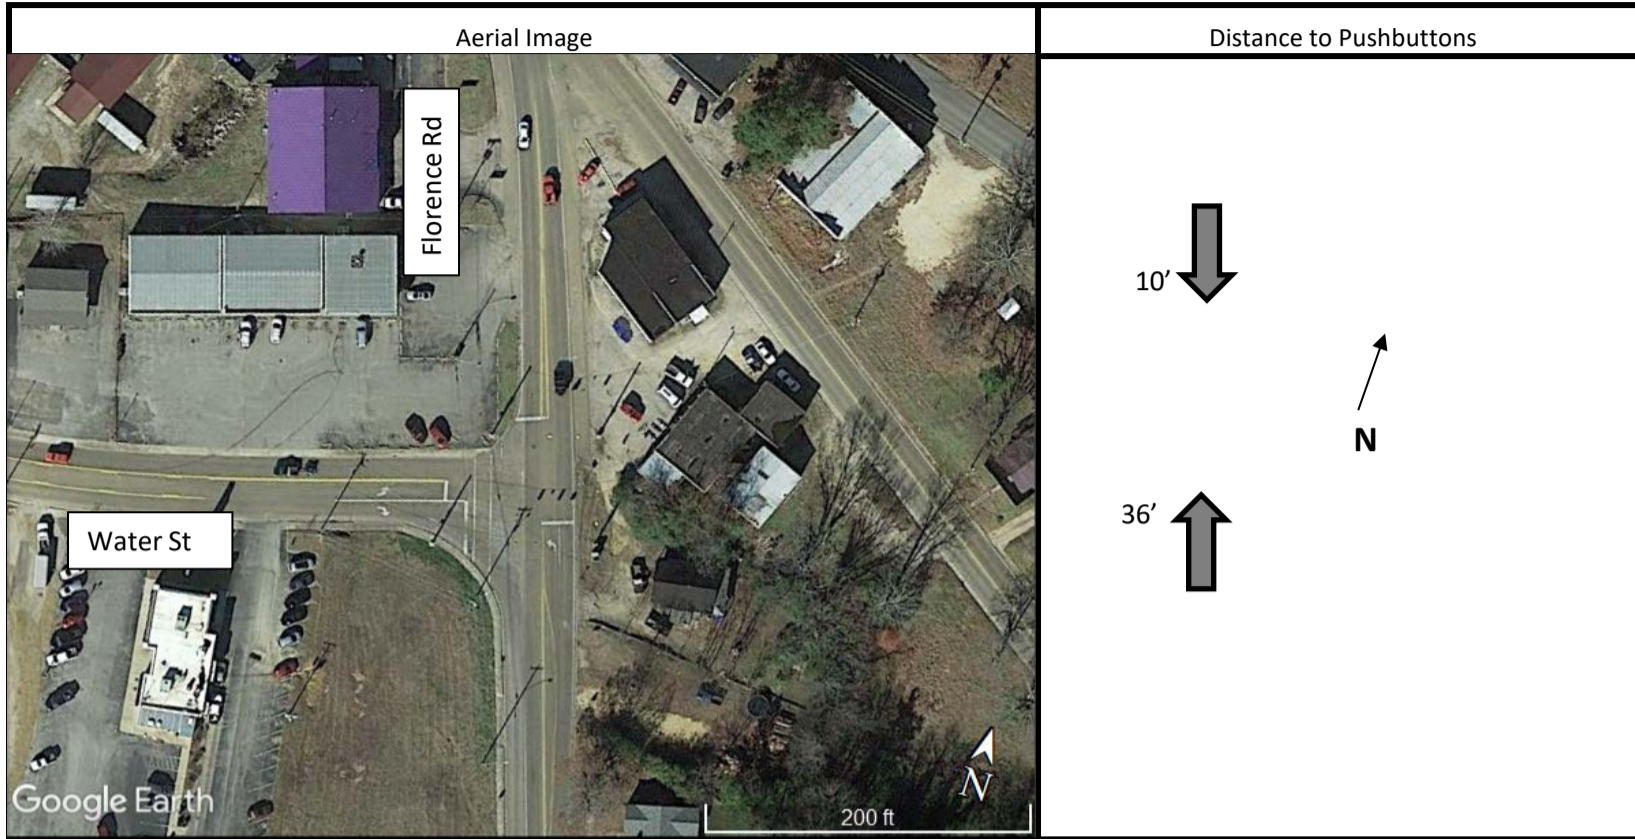 Aerial Image
Distance to Pushbuttons
Florence Rd
10’
N
36’
Water St
N
Google Earth
200 ft